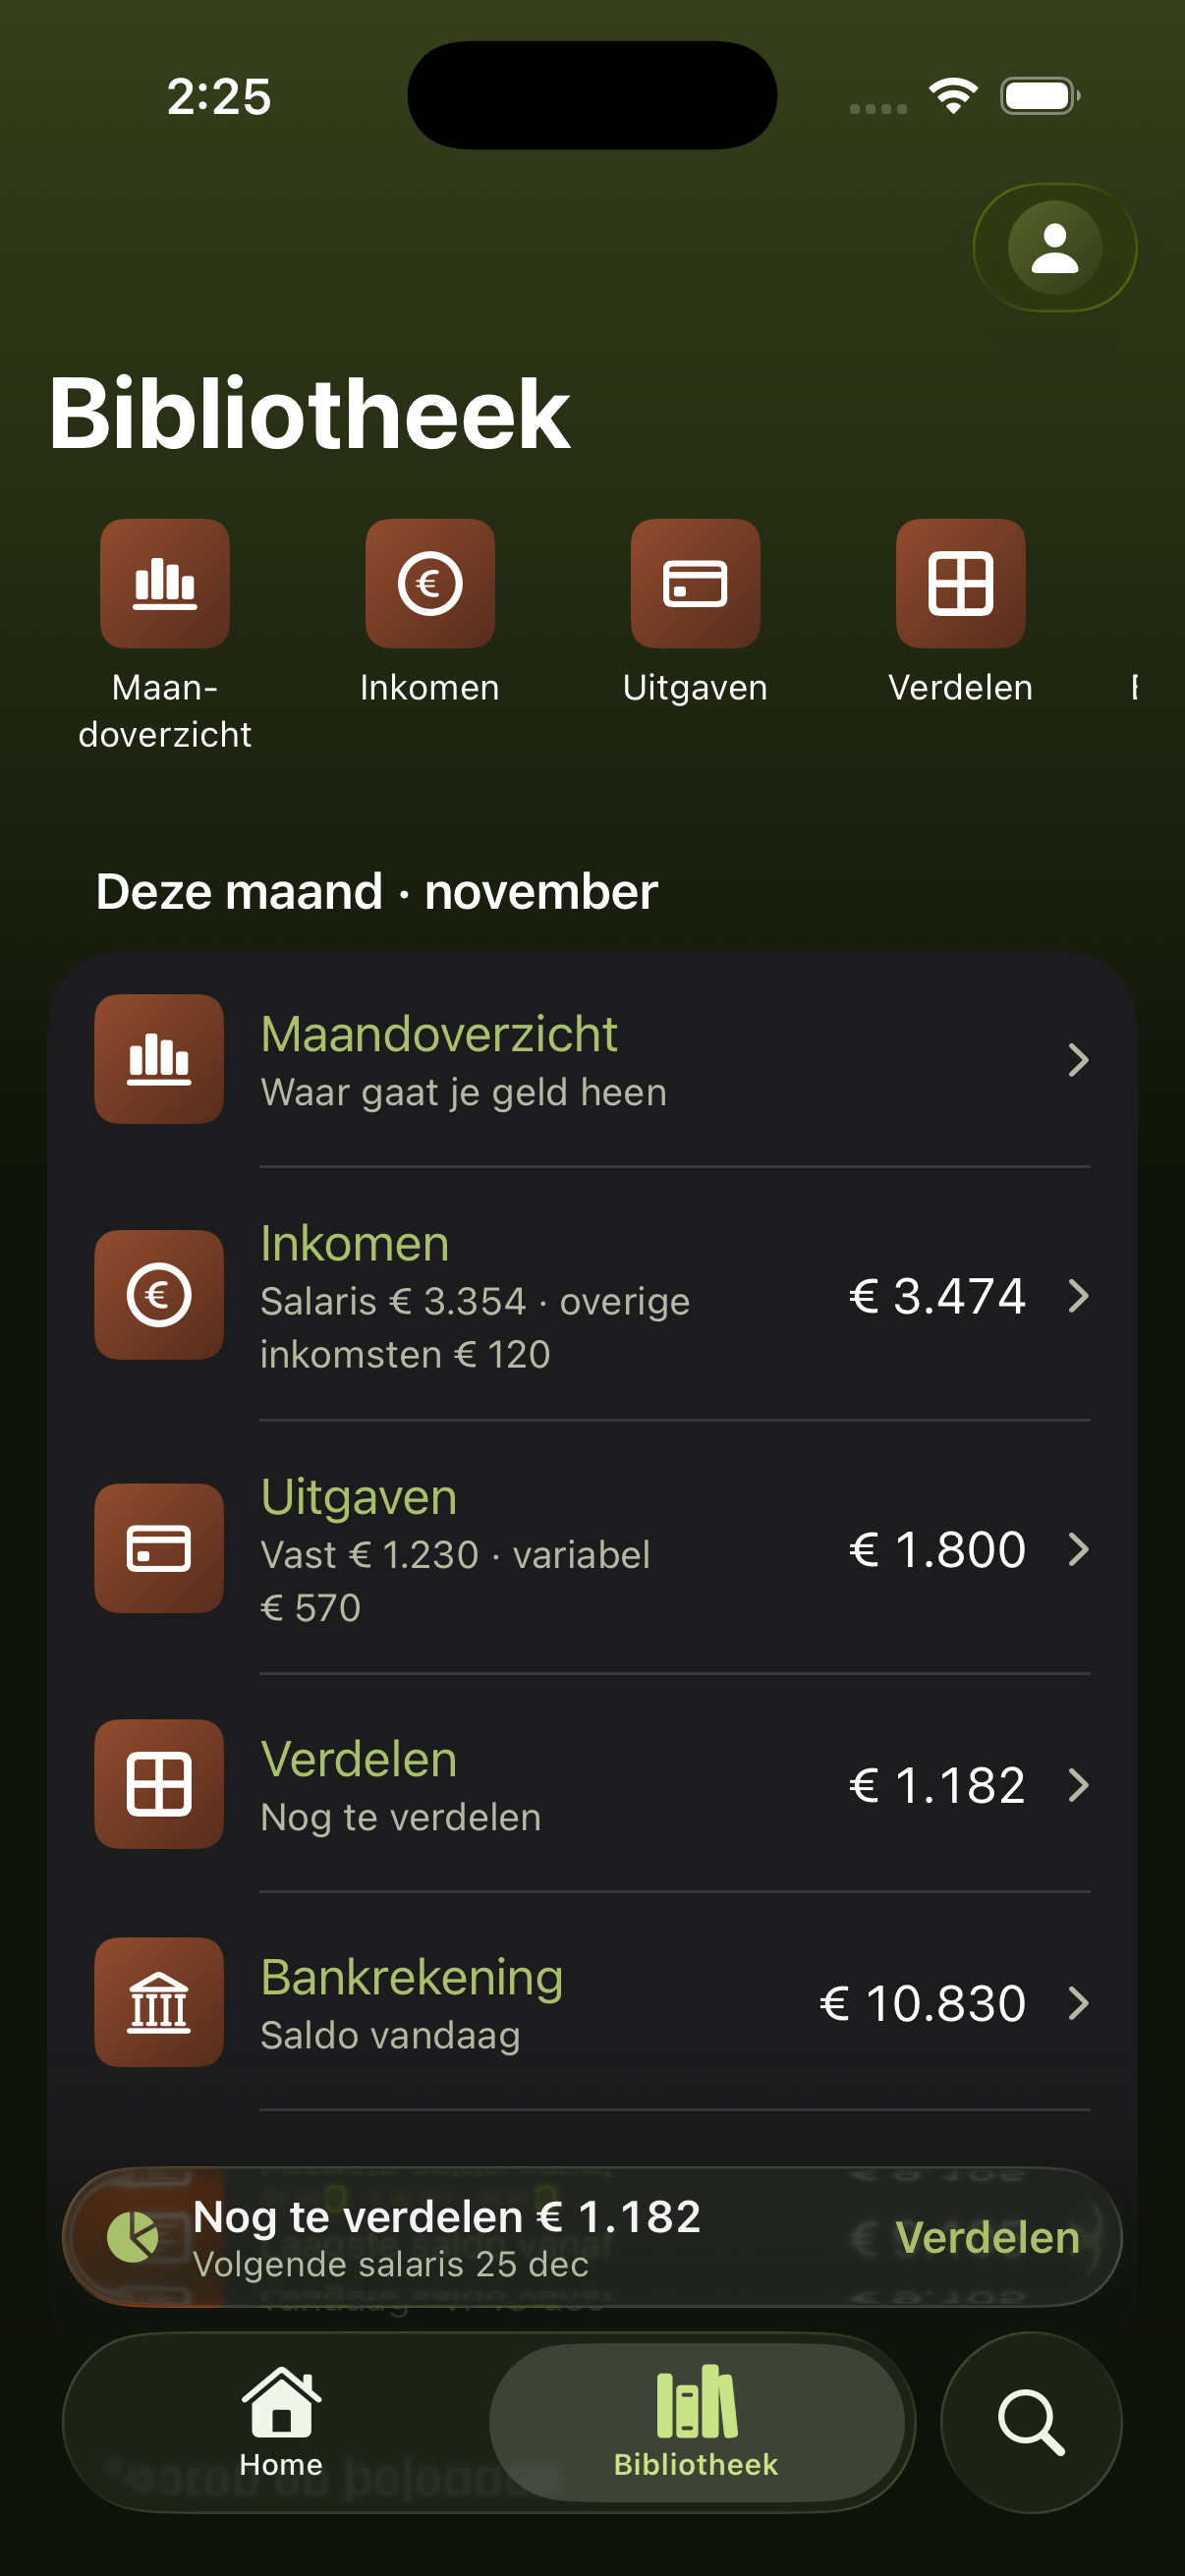 2:25
Bibliotheek
Maan-
doverzicht
Inkomen
Uitgaven
Verdelen
Deze maand · november
Maandoverzicht
Waar gaat je geld heen
Inkomen
Salaris € 3.354 · overige
inkomsten € 120
€ 3.474
Uitgaven
Vast € 1.230 · variabel
€ 570
€ 1.800
Verdelen
Nog te verdelen
€ 1.182
Bankrekening
Saldo vandaag
€ 10.830
Nog te verdelen € 1.182
Volgende salaris 25 dec
Verdelen
Home
Bibliotheek